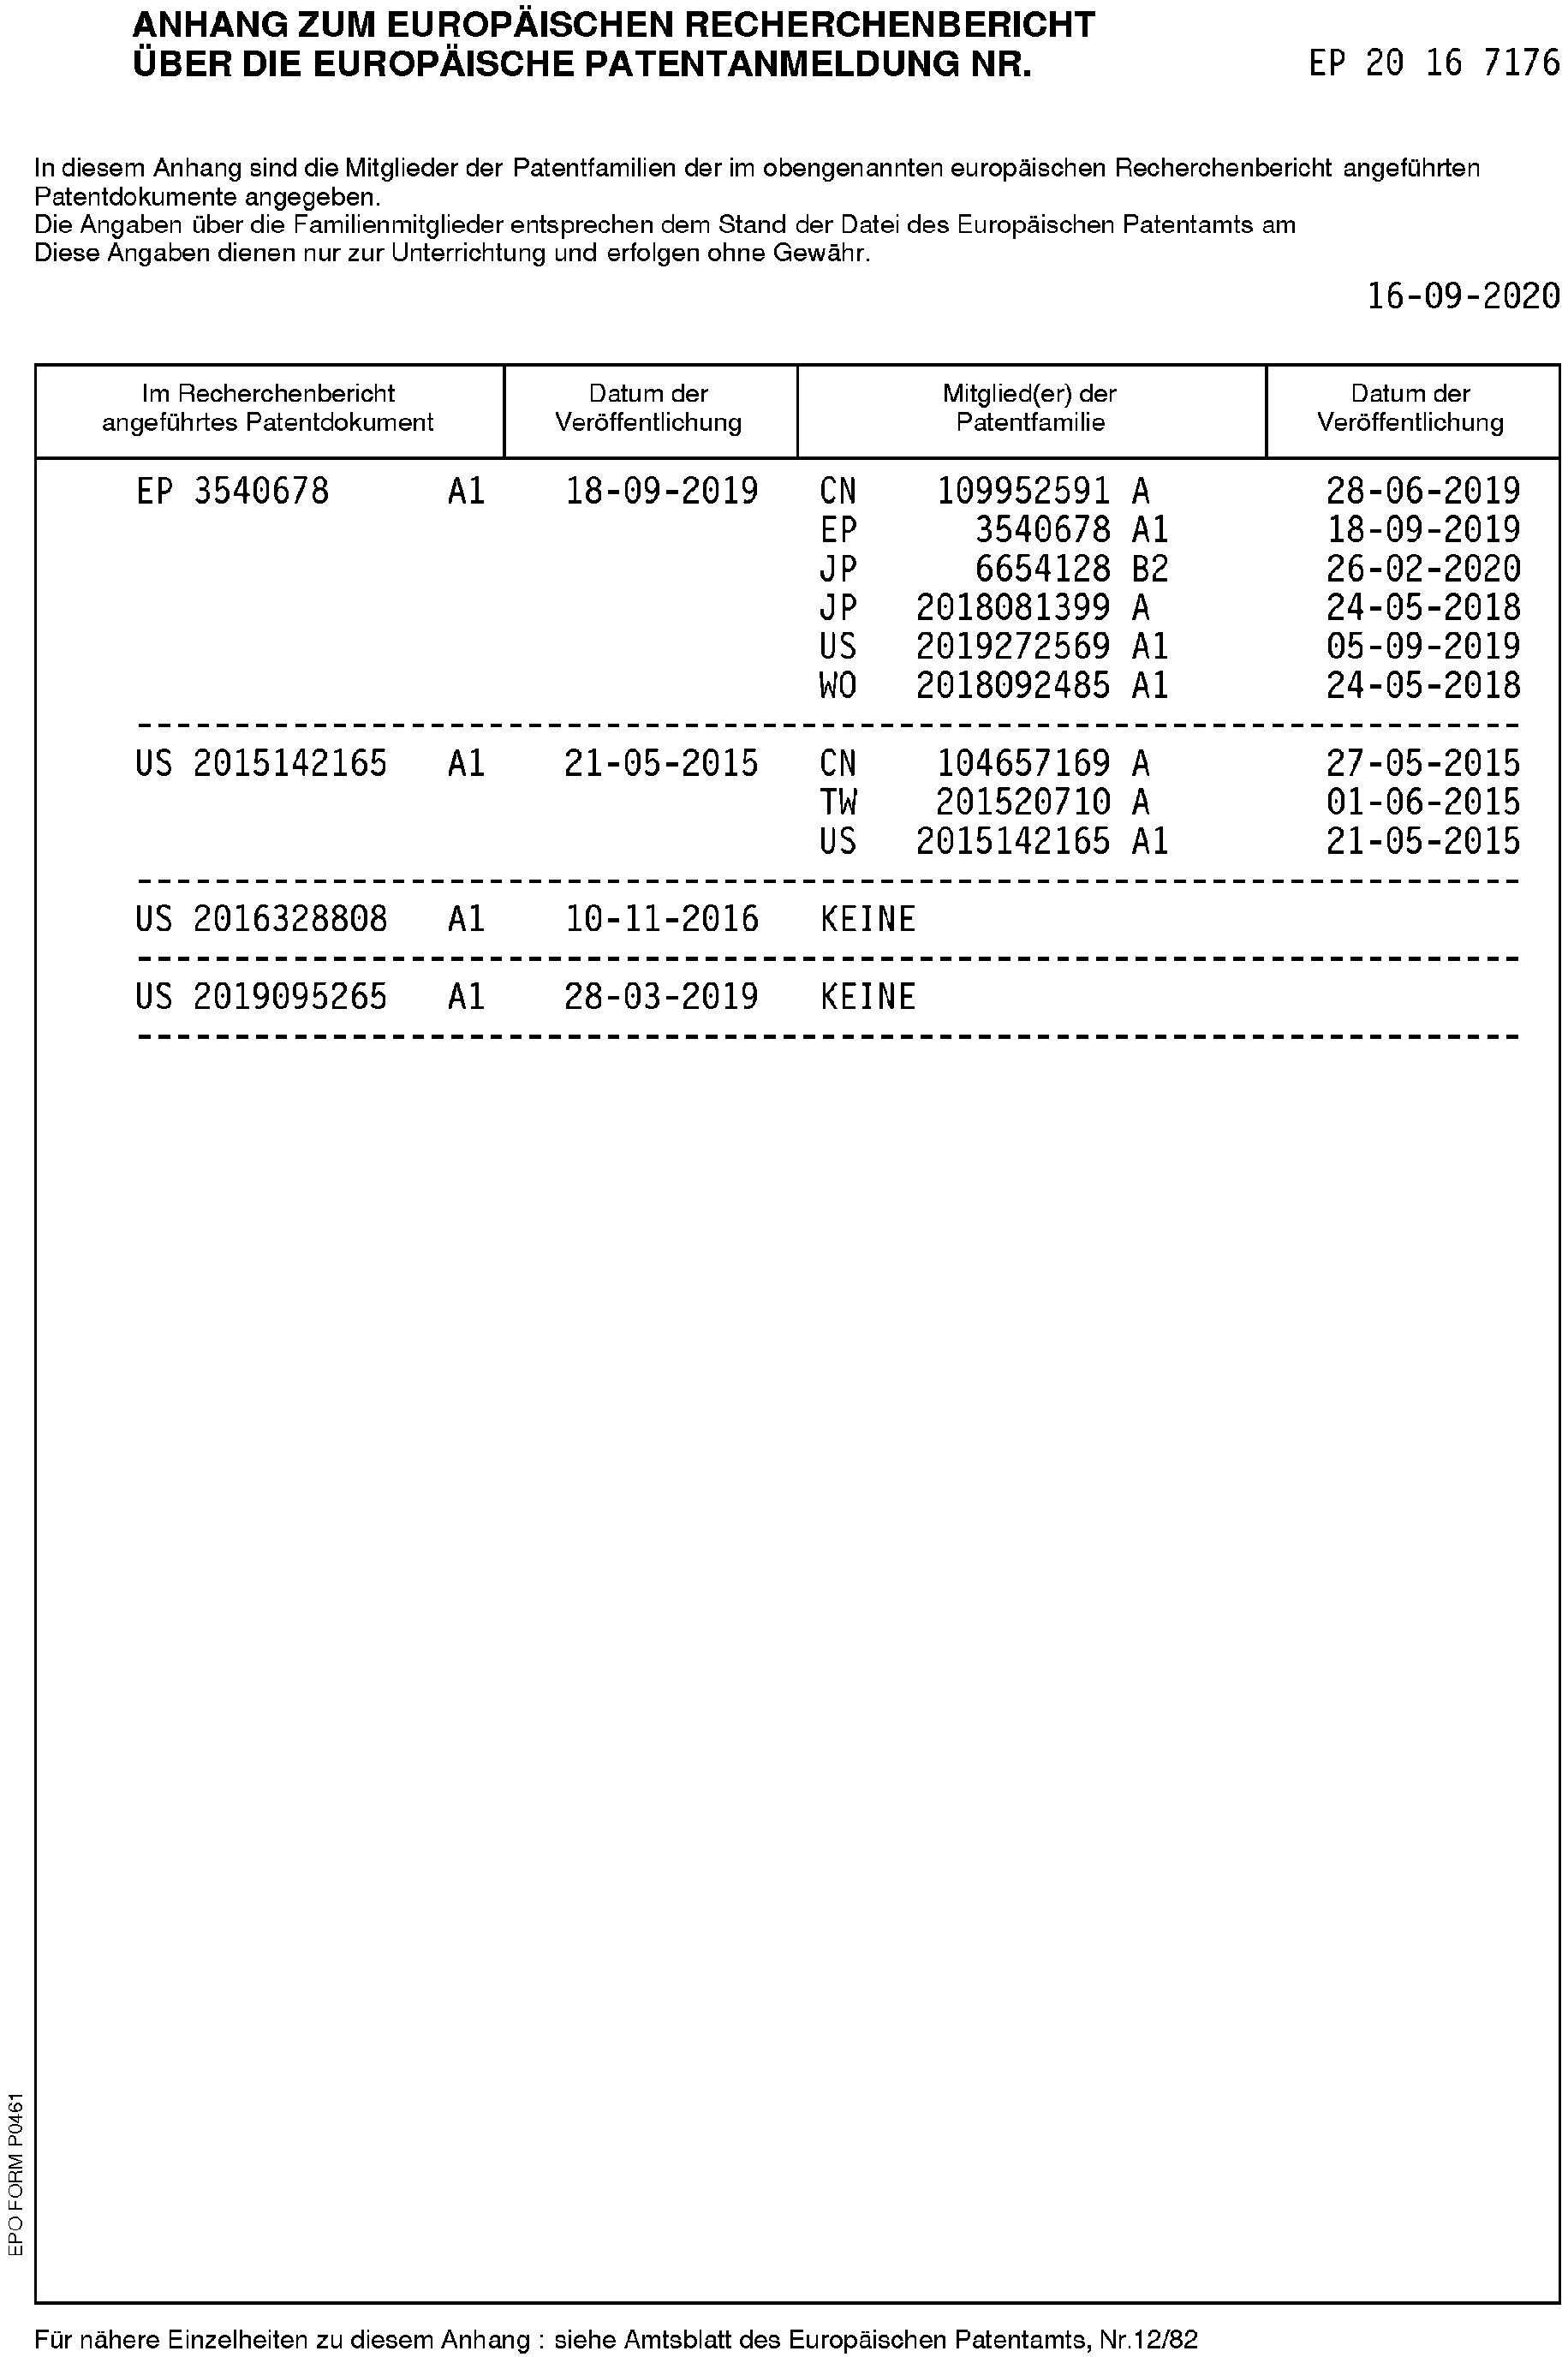 ANHANG ZUM EUROPÄISCHEN RECHERCHENBERICHT
ÜBER DIE EUROPÄISCHE PATENTANMELDUNG NR. EP 20 16 7176
In diesem Anhang sind die Mitglieder der Patentfamilien der im obengenannten europäischen Recherchenbericht angeführten
Patentdokumente angegeben.
Die Angaben über die Familienmitglieder entsprechen dem Stand der Datei des Europäischen Patentamts am
Diese Angaben dienen nur zur Unterrichtung und erfolgen ohne Gewähr.
16-09-2020
Im Recherchenbericht Datum der Mitglied(er) der Datum der
angeführtes Patentdokument Veröffentlichung Patentfamilie Veröffentlichung
EP 3540678 A1 18-09-2019 CN 109952591 A 28-06-2019
EP 3540678 A1 18-09-2019
JP 6654128 B2 26-02-2020
JP 2018081399 A 24-05-2018
US 2019272569 A1 05-09-2019
WO 2018092485 A1 24-05-2018
US 2015142165 A1 21-05-2015 CN 104657169 A 27-05-2015
TW 201520710 A 01-06-2015
US 2015142165 A1 21-05-2015
US 2016328808 A1 10-11-2016 KEINE
US 2019095265 A1 28-03-2019 KEINE
EPO FORM P0461
Für nähere Einzelheiten zu diesem Anhang : siehe Amtsblatt des Europäischen Patentamts, Nr.12/82